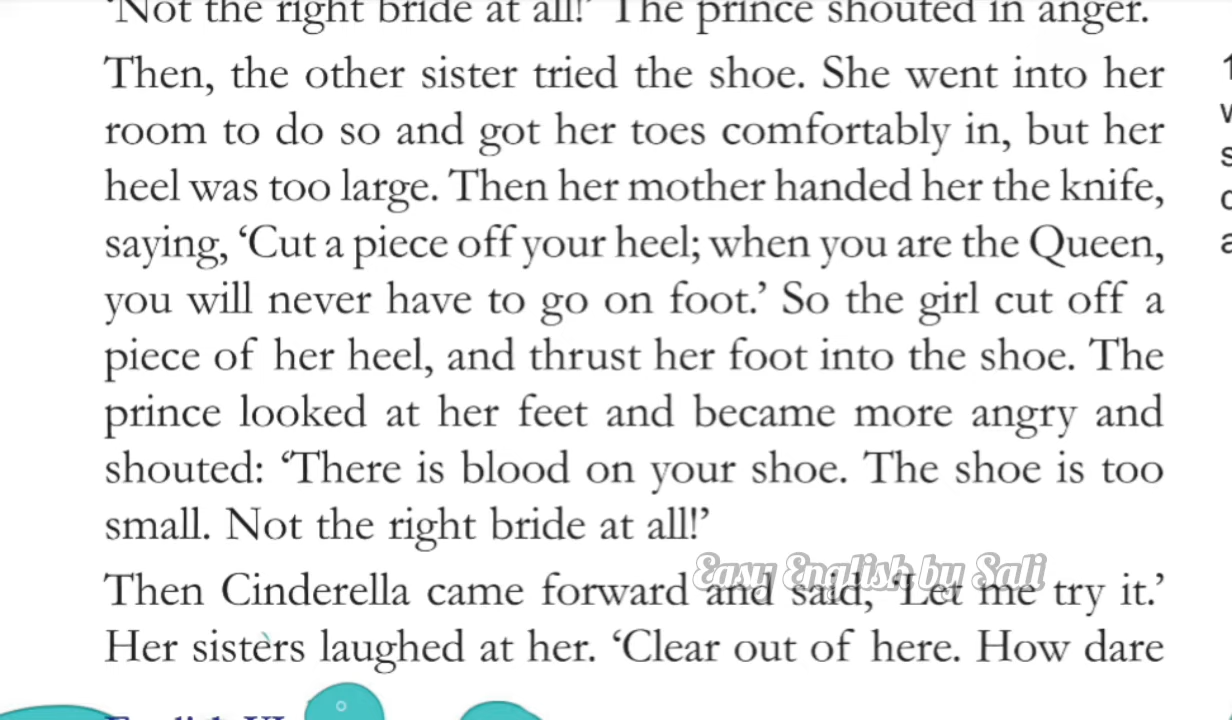 'Not the right bride at all!' The prince shouted in anger.
Then, the other sister tried the shoe. She went into her
room to do so and got her toes comfortably in, but her
heel was too large. Then her mother handed her the knife,
saying, 'Cut a piece off your heel; when you are the Queen,
you will never have to go on foot.' So the girl cut off a
piece of her heel, and thrust her foot into the shoe. The
prince looked at her feet and became more angry and
shouted: 'There is blood on your shoe. The shoe is too
small. Not the right bride at all!'
Easy English by Sali
Then Cinderella came forward and said, 'Let me try it.'
Her sisters laughed at her. 'Clear out of here. How dare
English VI